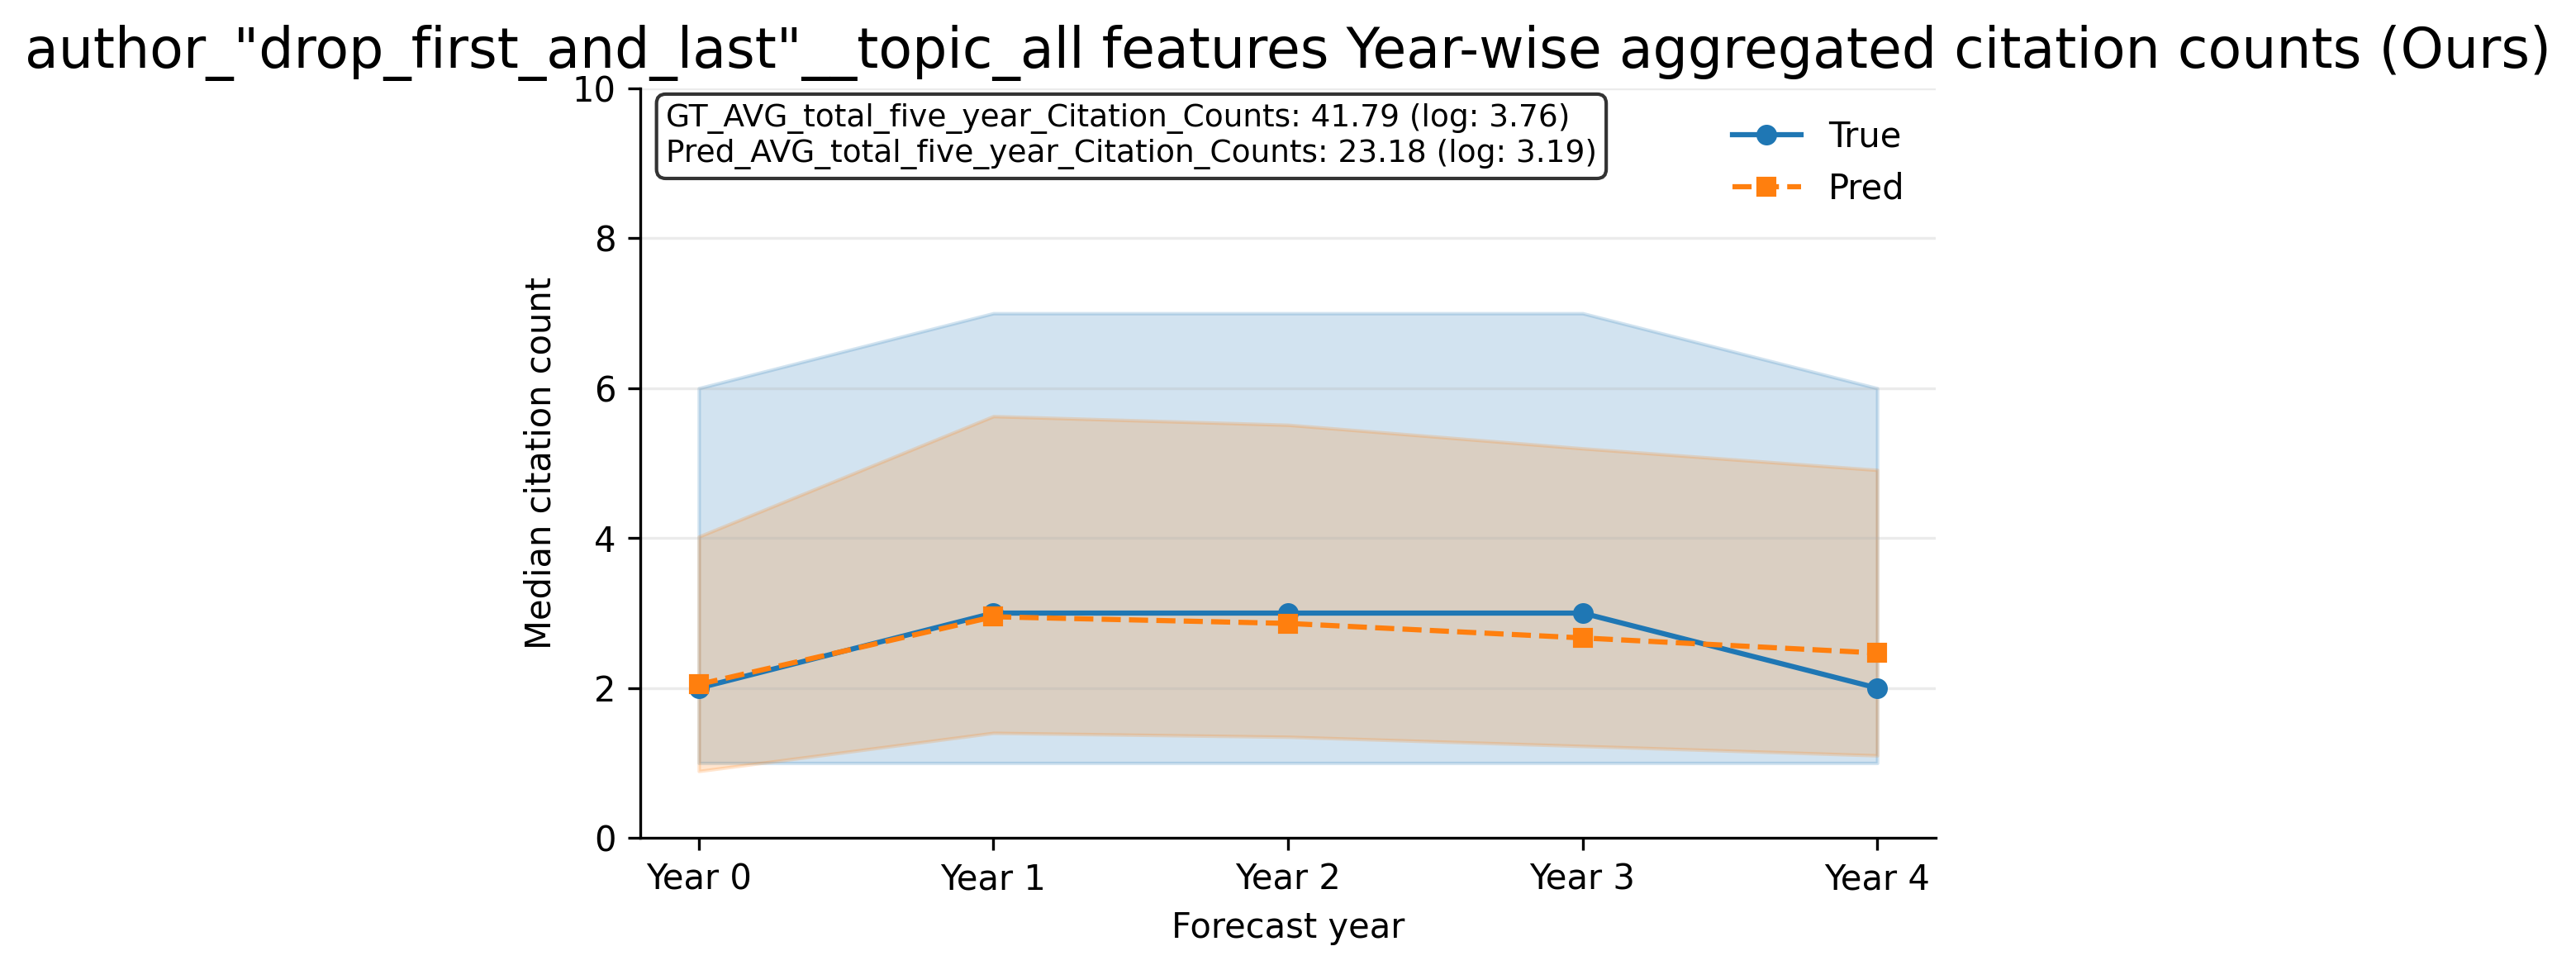 author_"drop_first_and_last"__topic_all features Year-wise aggregated citation counts (Ours)
GT_AVG_total_five_year_Citation_Counts: 41.79 (log: 3.76)
Pred_AVG_total_five_year_Citation_Counts: 23.18 (log: 3.19)
True
Pred
Median citation count
10
8
6
4
2
0
Year 0
Year 1
Year 2
Year 3
Year 4
Forecast year